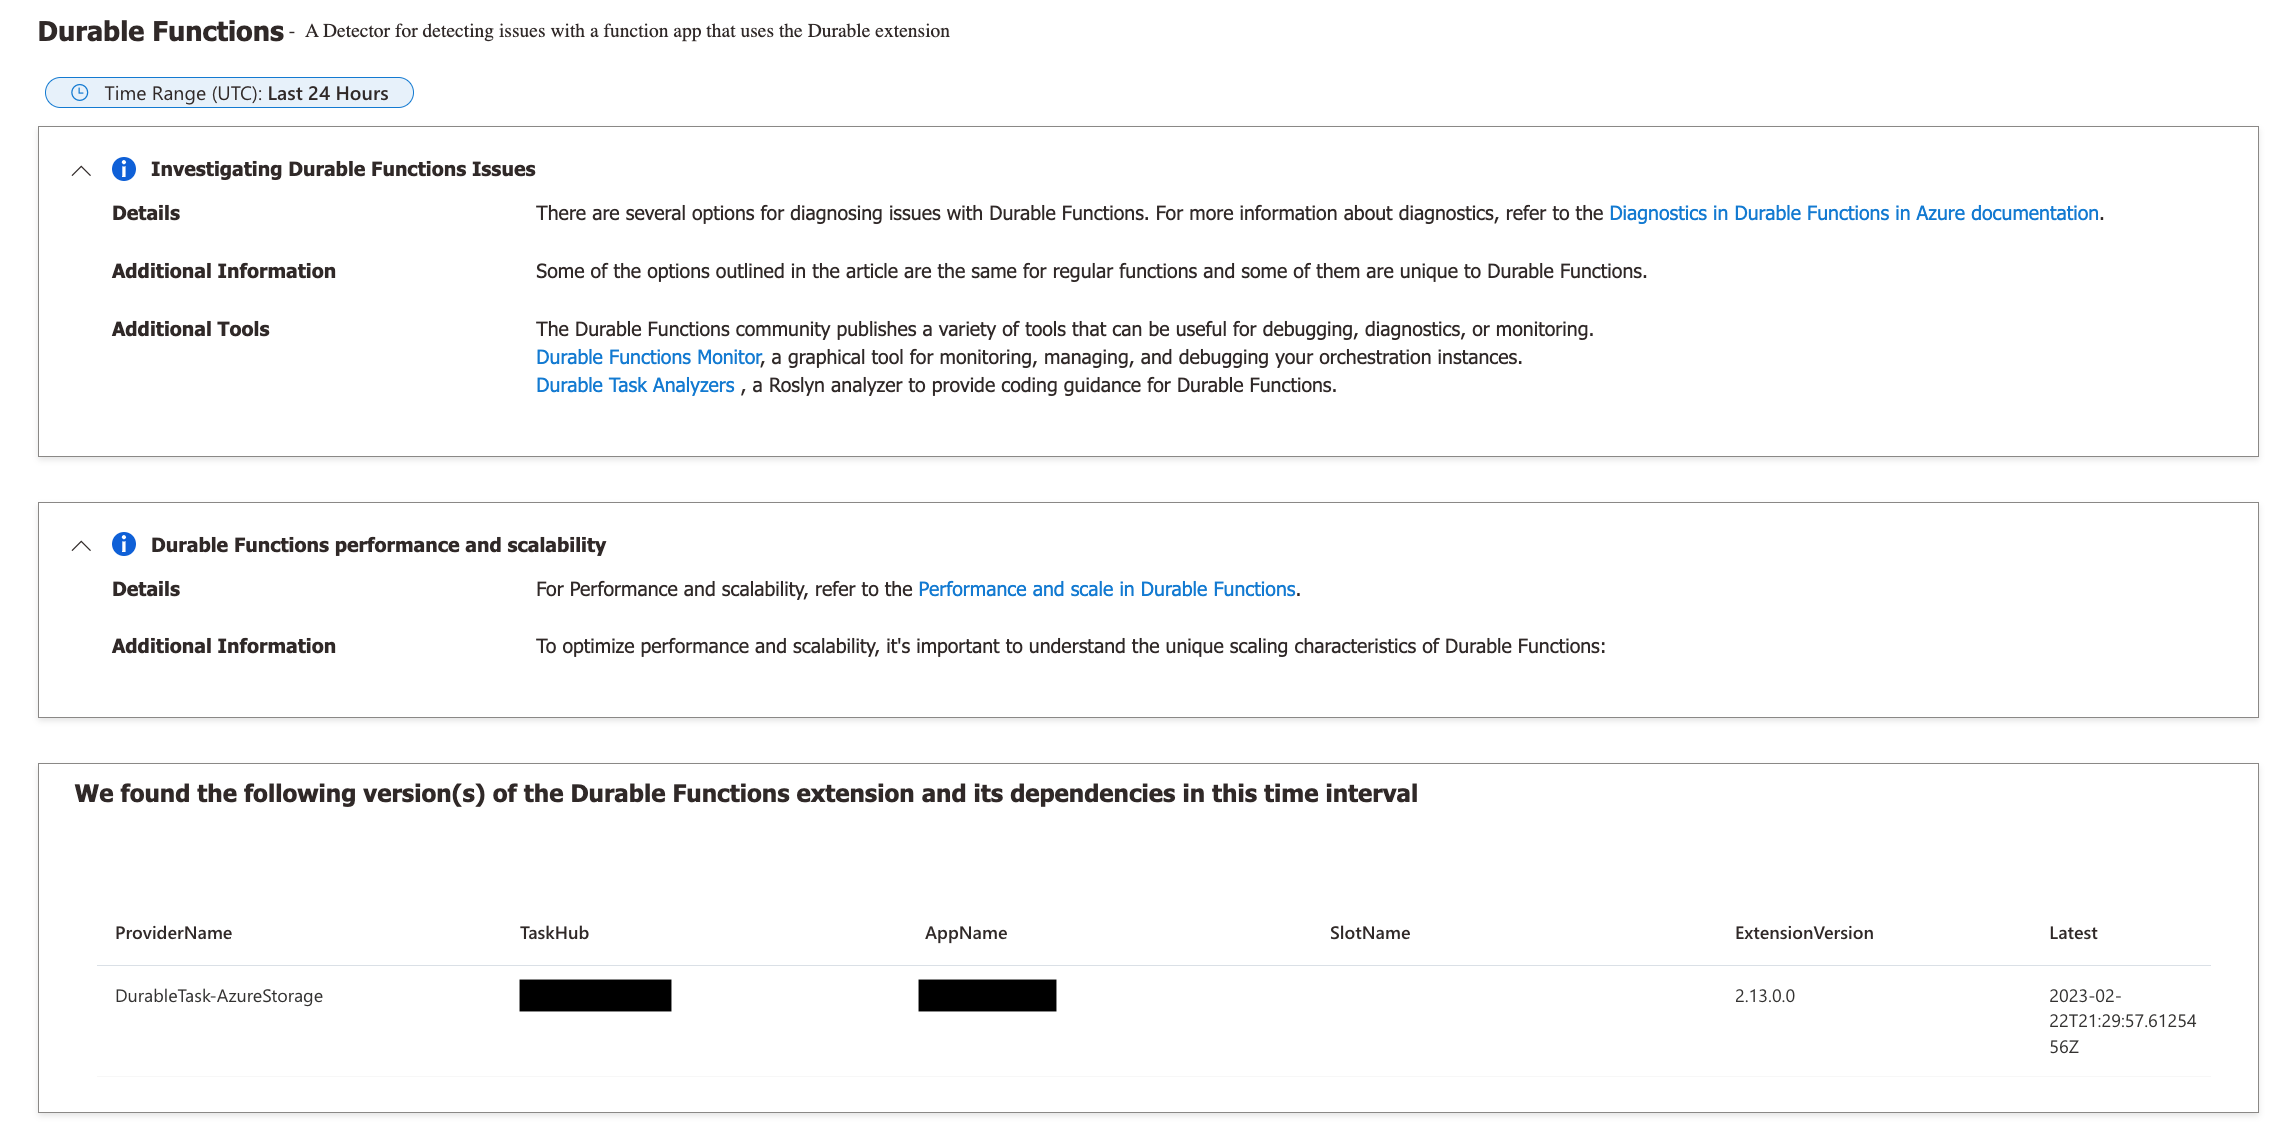 Durable Functions - A Detector for detecting issues with a function app that uses the Durable extension
Time Range (UTC): Last 24 Hours
Investigating Durable Functions Issues
Details
There are several options for diagnosing issues with Durable Functions. For more information about diagnostics, refer to the Diagnostics in Durable Functions in Azure documentation.
Additional Information
Some of the options outlined in the article are the same for regular functions and some of them are unique to Durable Functions.
Additional Tools
The Durable Functions community publishes a variety of tools that can be useful for debugging, diagnostics, or monitoring.
Durable Functions Monitor, a graphical tool for monitoring, managing, and debugging your orchestration instances.
Durable Task Analyzers , a Roslyn analyzer to provide coding guidance for Durable Functions.
Durable Functions performance and scalability
Details
For Performance and scalability, refer to the Performance and scale in Durable Functions.
Additional Information
To optimize performance and scalability, it's important to understand the unique scaling characteristics of Durable Functions:
We found the following version(s) of the Durable Functions extension and its dependencies in this time interval
ProviderName TaskHub AppName SlotName ExtensionVersion Latest
DurableTask-AzureStorage 2.13.0.0 2023-02-
22T21:29:57.61254
56Z